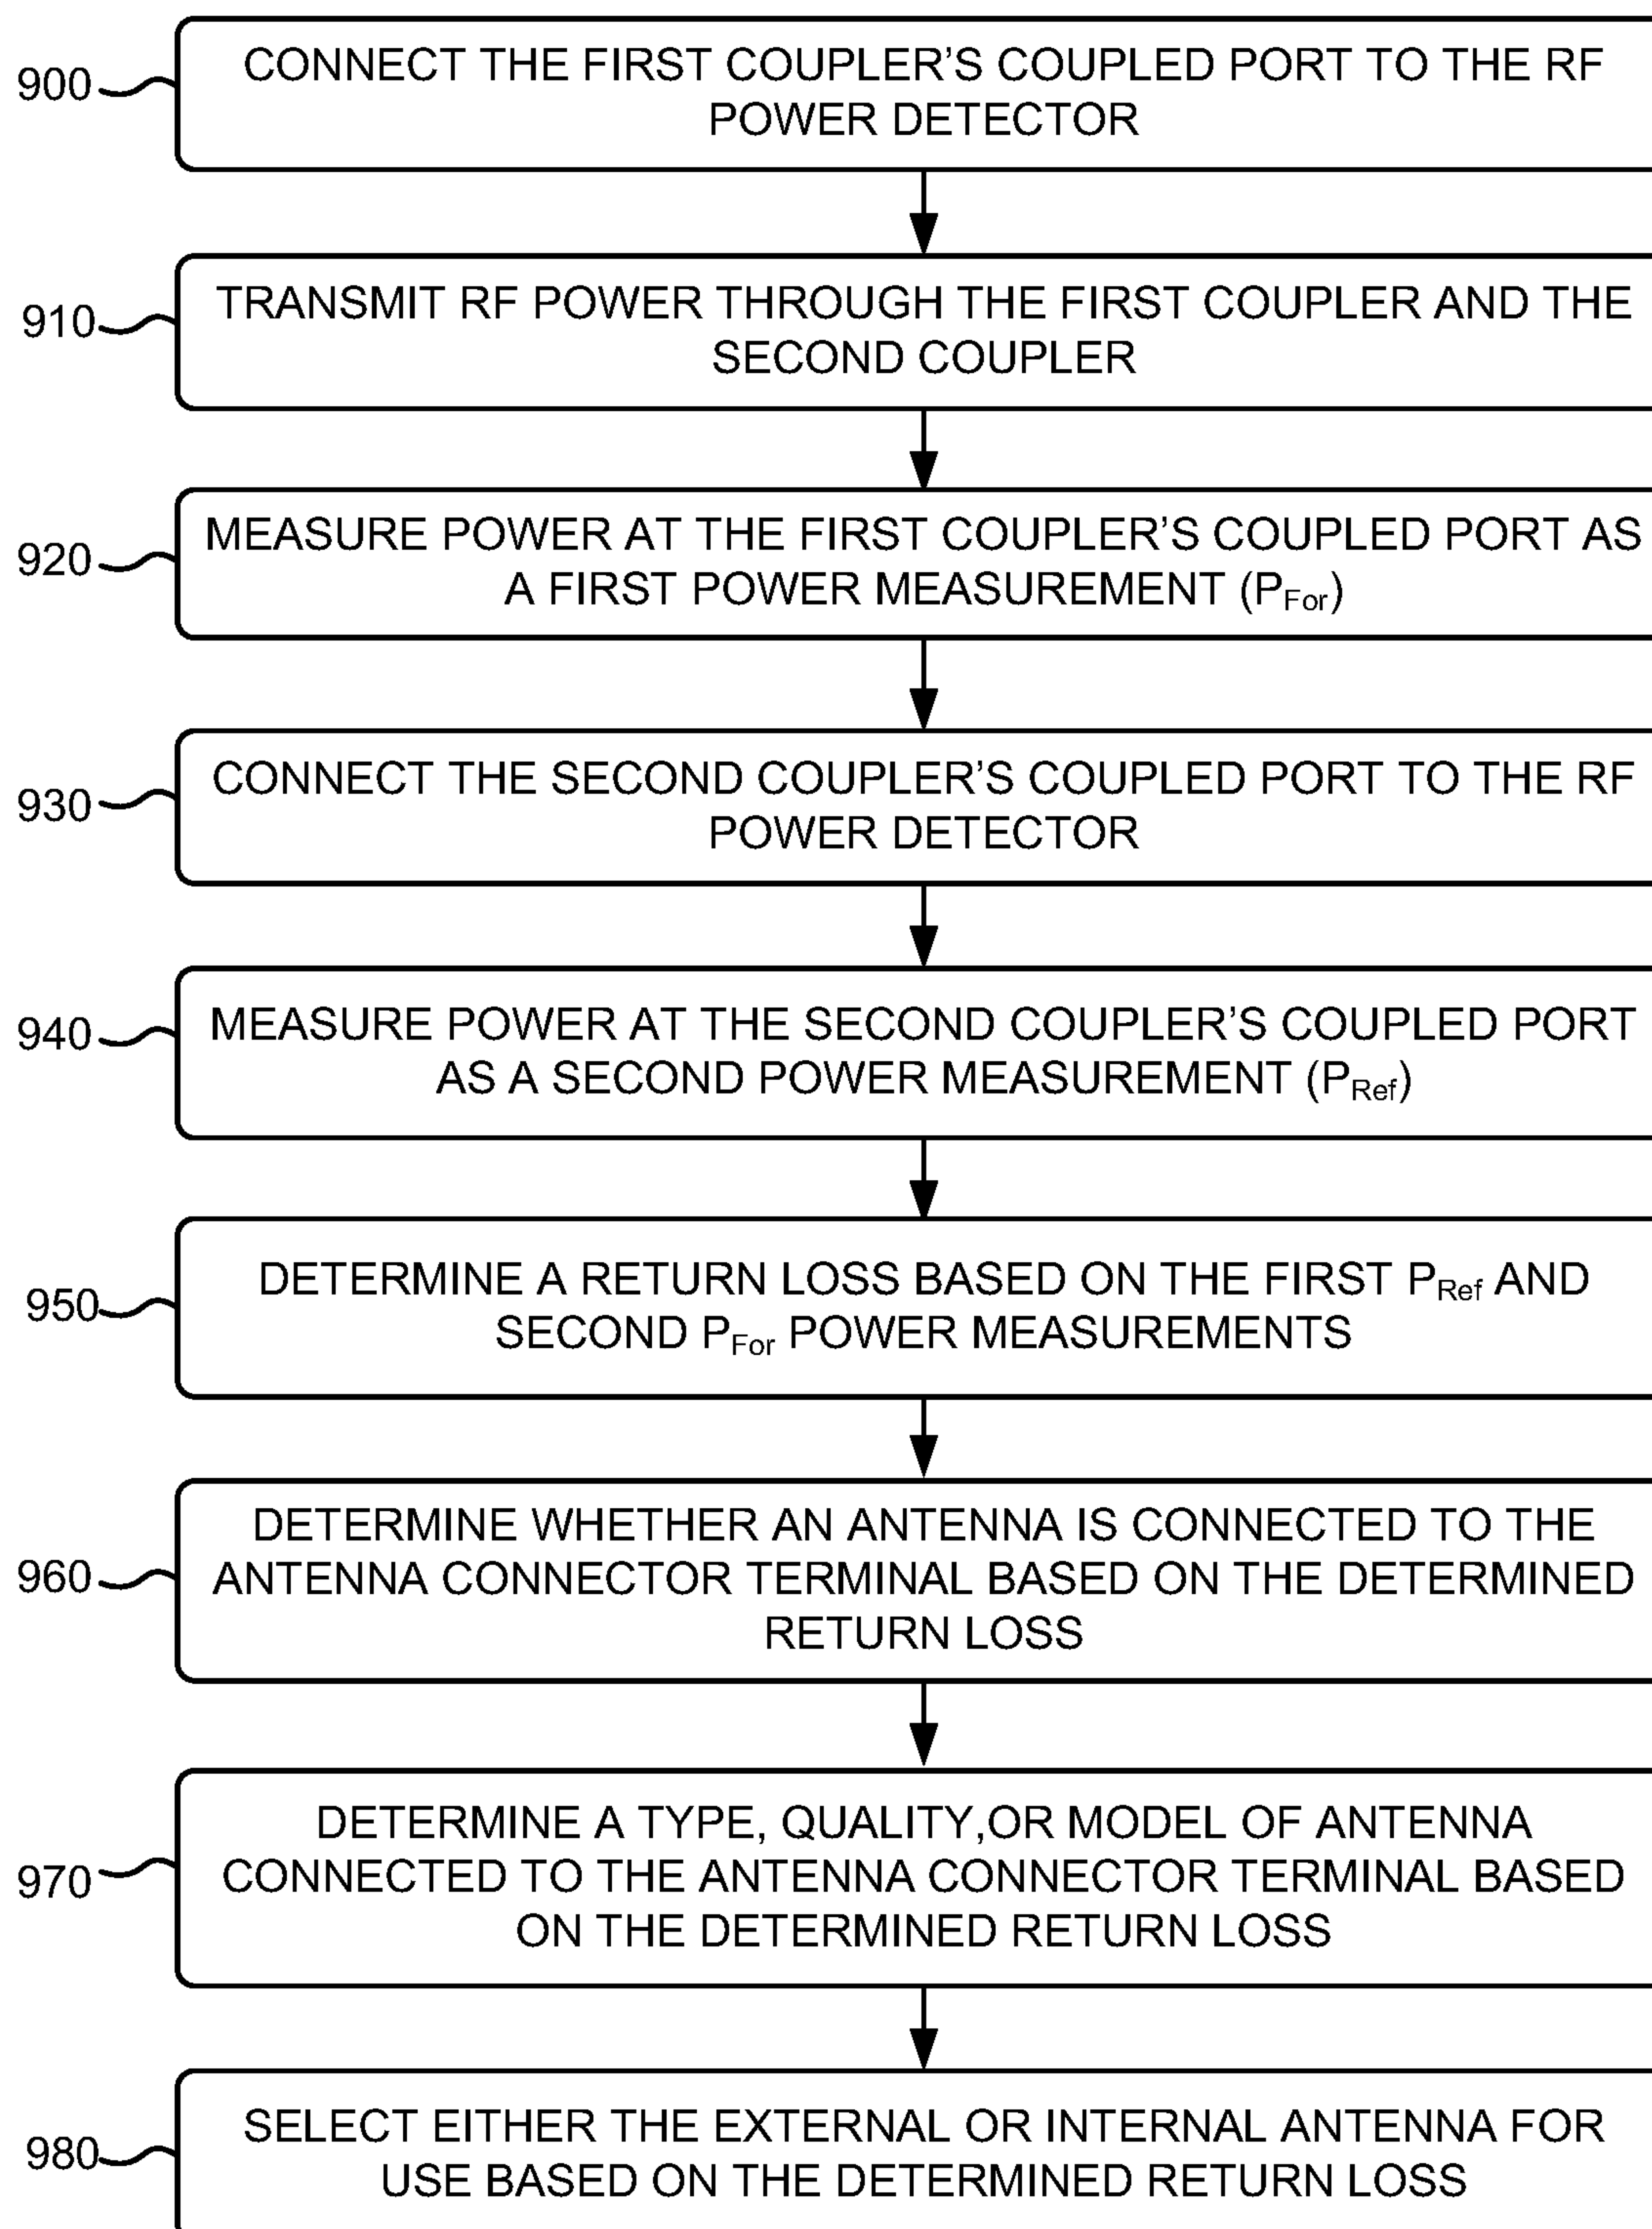 900
CONNECT THE FIRST COUPLER'S COUPLED PORT TO THE RF
POWER DETECTOR
910
TRANSMIT RF POWER THROUGH THE FIRST COUPLER AND THE
SECOND COUPLER
920
MEASURE POWER AT THE FIRST COUPLER'S COUPLED PORT AS
A FIRST POWER MEASUREMENT (PFor)
930
CONNECT THE SECOND COUPLER'S COUPLED PORT TO THE RF
POWER DETECTOR
940
MEASURE POWER AT THE SECOND COUPLER'S COUPLED PORT
AS A SECOND POWER MEASUREMENT (PRef)
950
DETERMINE A RETURN LOSS BASED ON THE FIRST PRef AND
SECOND PFor POWER MEASUREMENTS
960
DETERMINE WHETHER AN ANTENNA IS CONNECTED TO THE
ANTENNA CONNECTOR TERMINAL BASED ON THE DETERMINED
RETURN LOSS
970
DETERMINE A TYPE, QUALITY,OR MODEL OF ANTENNA
CONNECTED TO THE ANTENNA CONNECTOR TERMINAL BASED
ON THE DETERMINED RETURN LOSS
980
SELECT EITHER THE EXTERNAL OR INTERNAL ANTENNA FOR
USE BASED ON THE DETERMINED RETURN LOSS